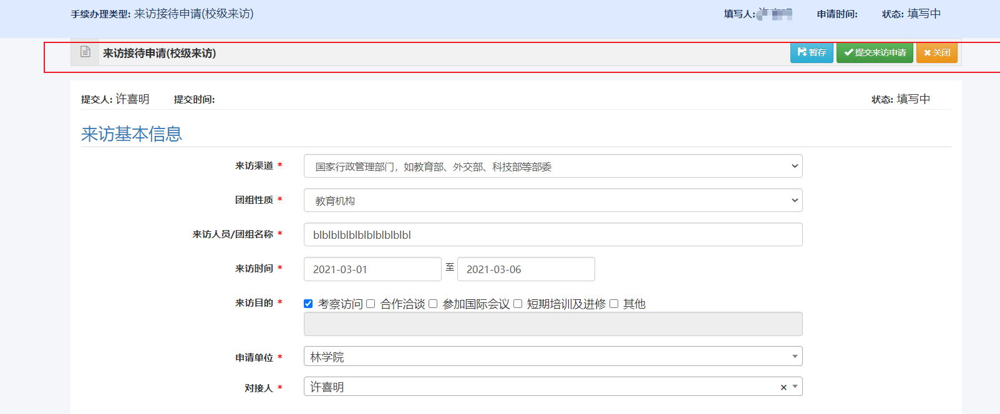 手续办理类型: 来访接待申请(校级来访) 填写人: 申请时间: 状态: 填写中
来访接待申请(校级来访) 暂存 提交来访申请 关闭
提交人: 许喜明 提交时间: 状态: 填写中
来访基本信息
来访渠道 * 国家行政管理部门，如教育部、外交部、科技部等部委
团组性质 * 教育机构
来访人员/团组名称 * blblblblblblblblblblbl
来访时间 * 2021-03-01 至 2021-03-06
来访目的 * 考察访问 合作洽谈 参加国际会议 短期培训及进修 其他
申请单位 * 林学院
对接人 * 许喜明 ×